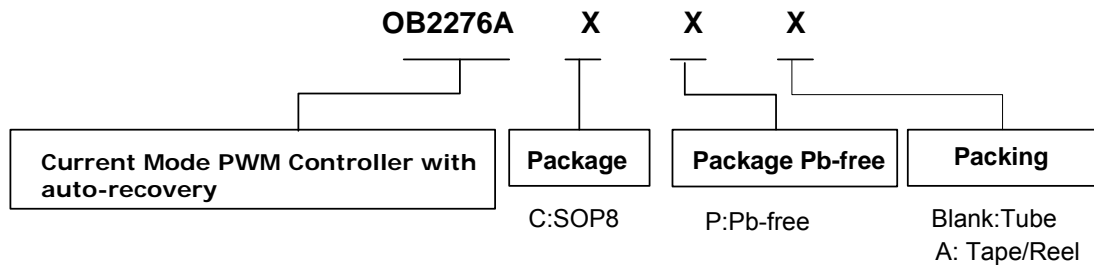 OB2276A X X X
Current Mode PWM Controller with
auto-recovery
Package
Package Pb-free
Packing
C:SOP8
P:Pb-free
Blank:Tube
A: Tape/Reel